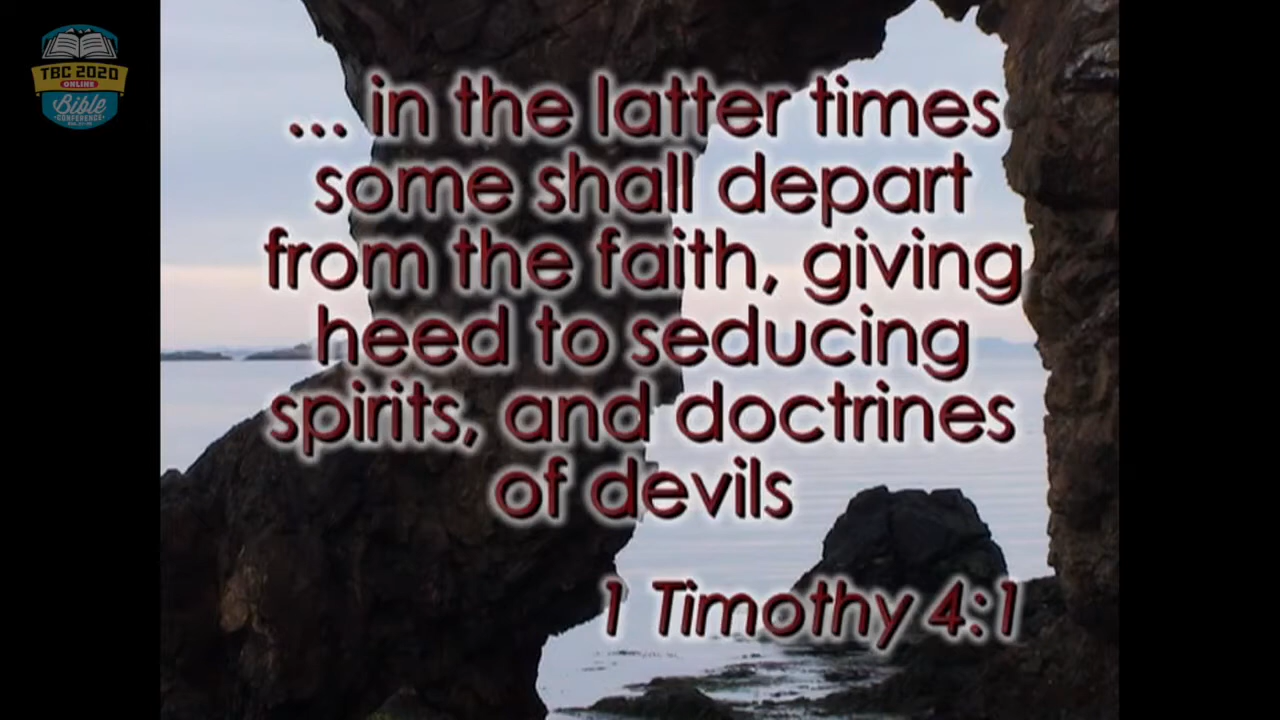 TBC 2020
ONLINE
Bible
CONFERENCE
... in the latter times
some shall depart
from the faith, giving
heed to seducing
spirits, and doctrines
of devils
1 Timothy 4:1